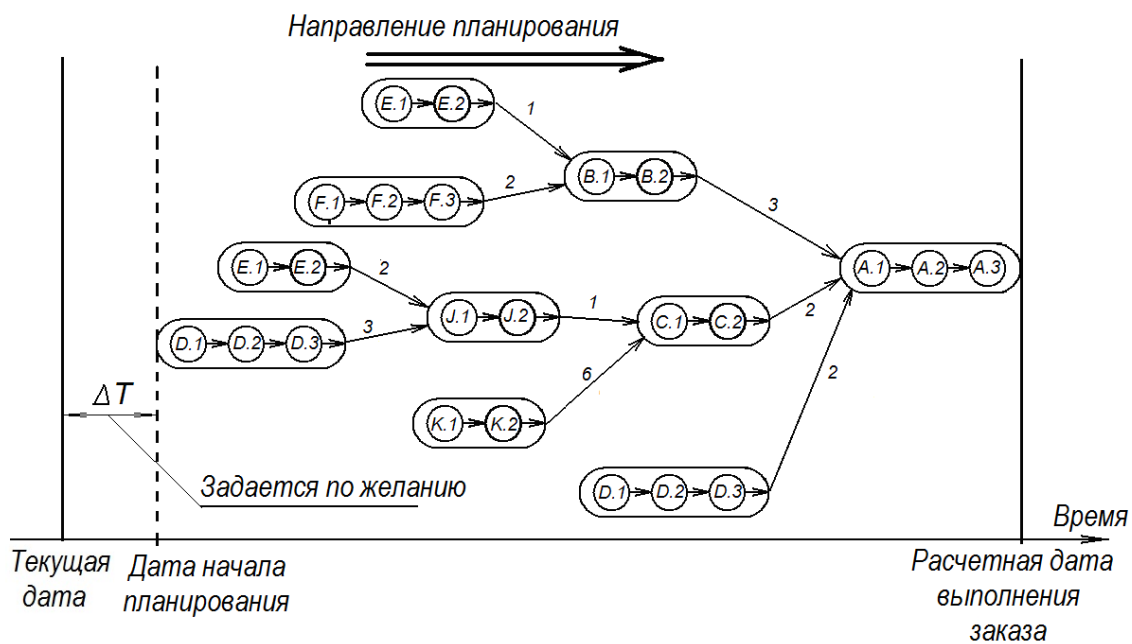 Направление планирования
E.1 E.2
1
B.1 B.2
F.1 F.2 F.3
2
3
E.1 E.2
2
A.1 A.2 A.3
J.1 J.2
1
C.1 C.2
2
D.1 D.2 D.3
3
6
2
ΔT
K.1 K.2
Задается по желанию
D.1 D.2 D.3
Время
Текущая
дата
Дата начала
планирования
Расчетная дата
выполнения
заказа